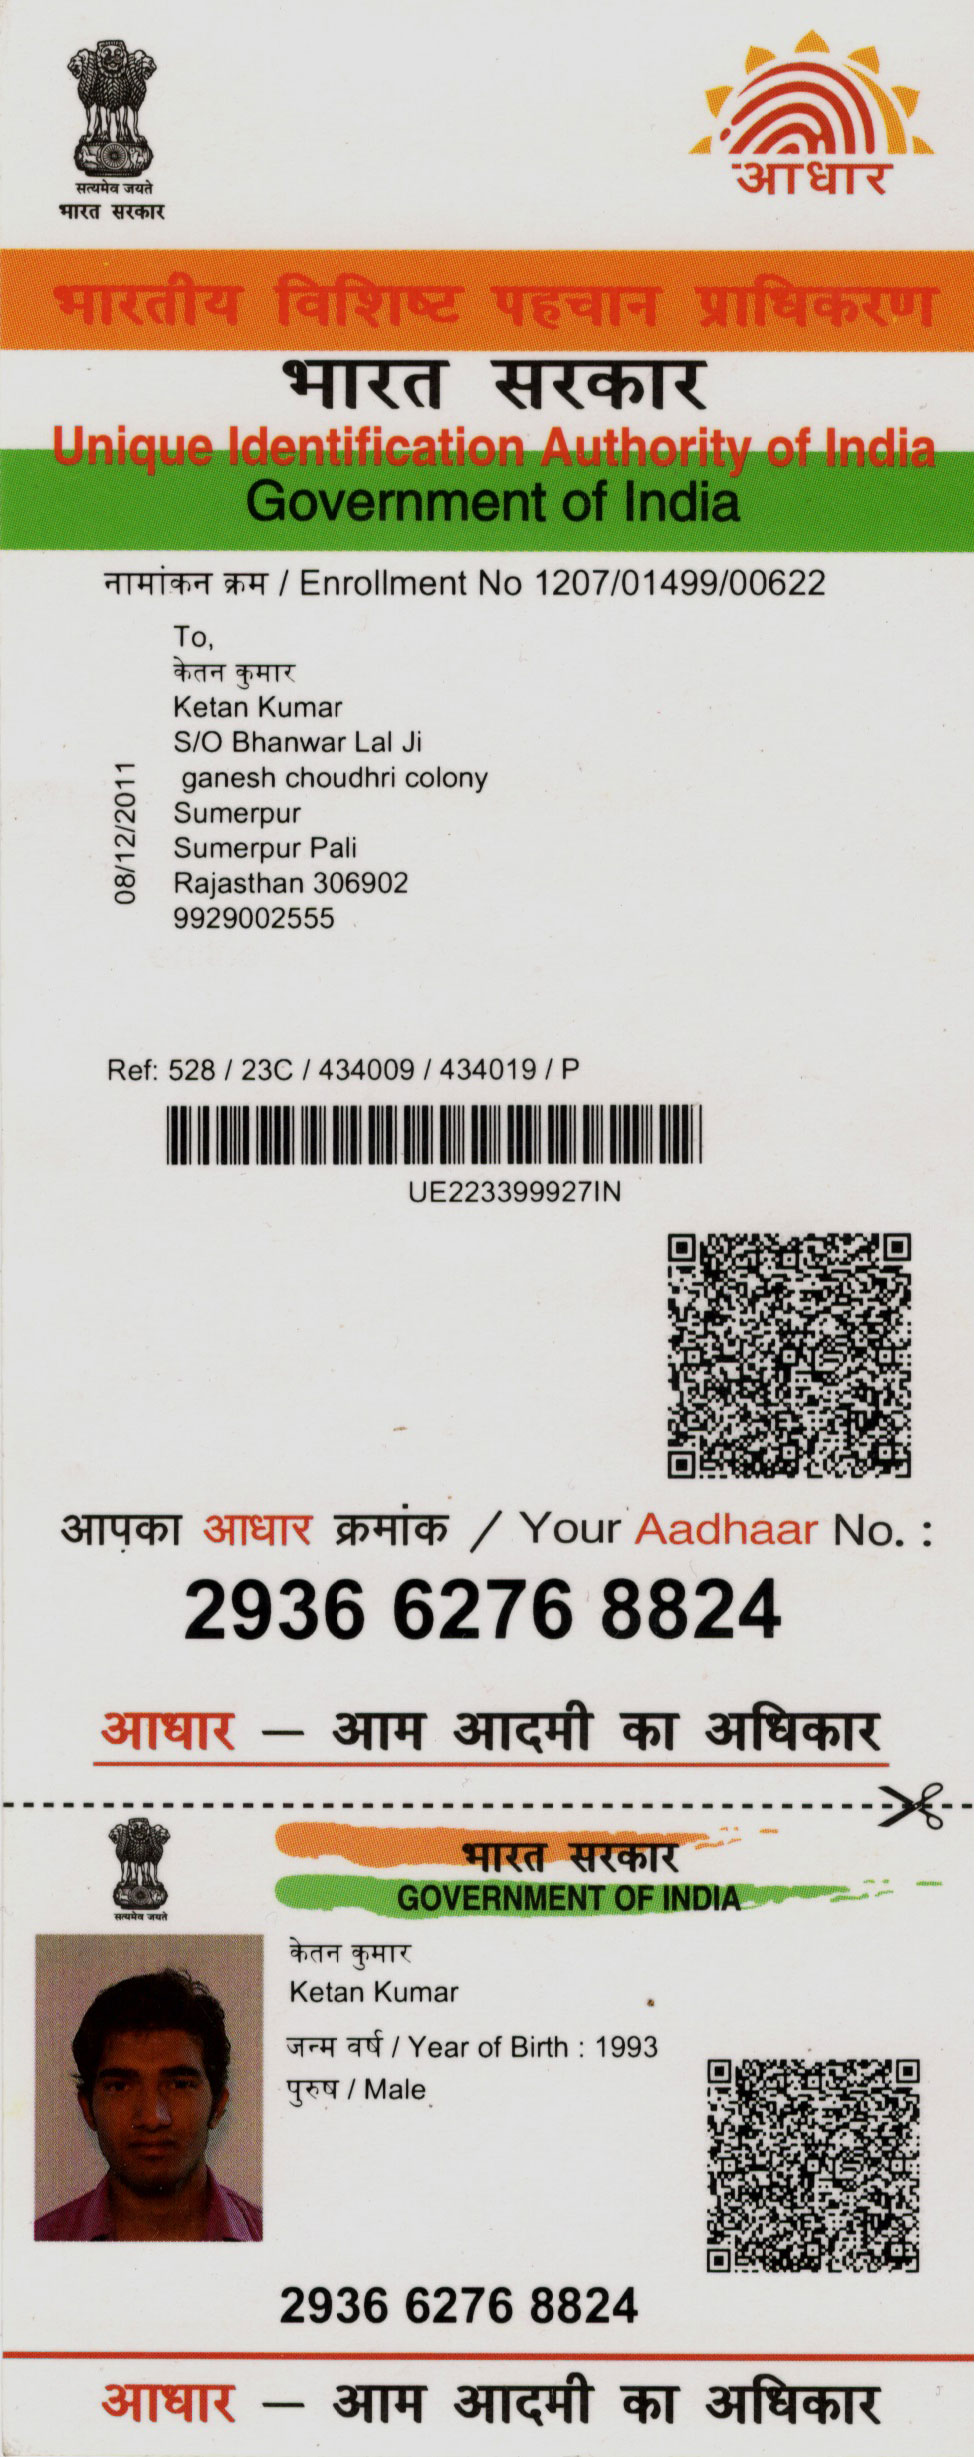 सत्यमेव जयते
भारत सरकार
आधार
भारतीय विशिष्ट पहचान प्राधिकरण
भारत सरकार
Unique Identification Authority of India
Government of India
नामांकन क्रम / Enrollment No 1207/01499/00622
To,
केतन कुमार
Ketan Kumar
S/O Bhanwar Lal Ji
ganesh choudhri colony
Sumerpur
Sumerpur Pali
Rajasthan 306902
9929002555
08/12/2011
Ref: 528 / 23C / 434009 / 434019 / P
UE223399927IN
आपका आधार क्रमांक / Your Aadhaar No. :
2936 6276 8824
आधार – आम आदमी का अधिकार
सत्यमेव जयते
भारत सरकार
GOVERNMENT OF INDIA
केतन कुमार
Ketan Kumar
जन्म वर्ष / Year of Birth : 1993
पुरुष / Male
2936 6276 8824
आधार – आम आदमी का अधिकार